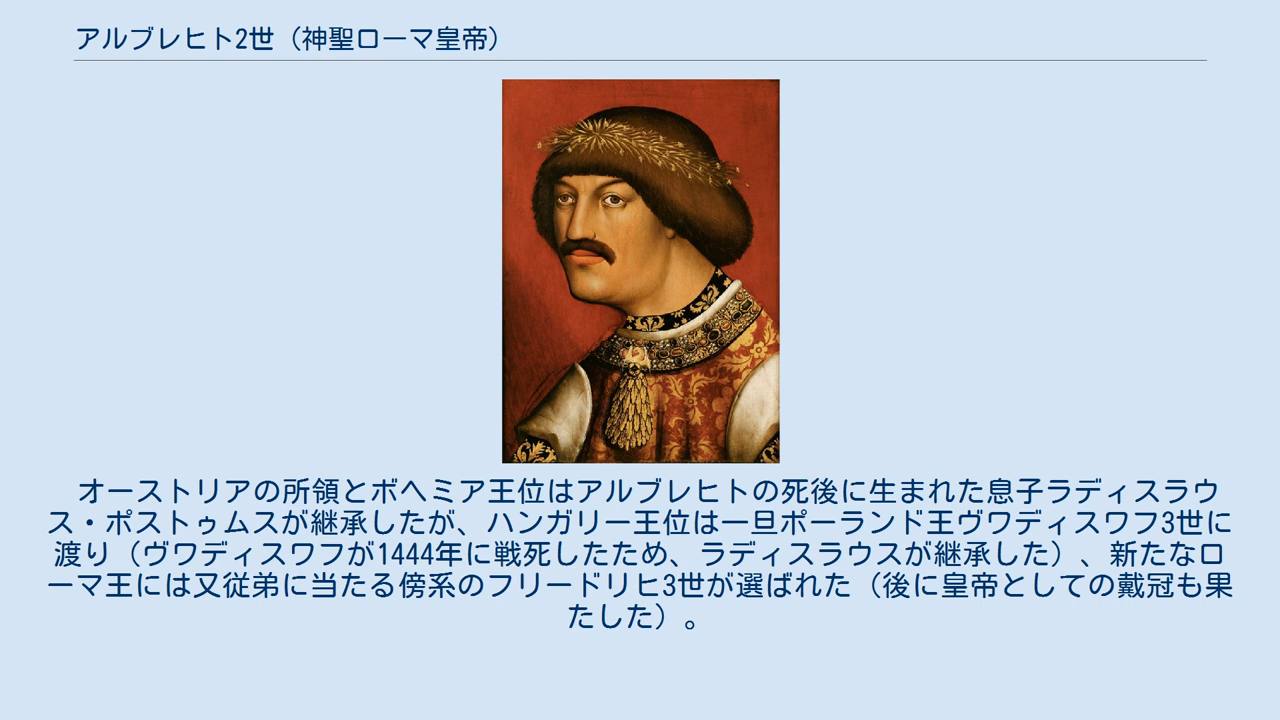 アルブレヒト2世（神聖ローマ皇帝）
オーストリアの所領とボヘミア王位はアルブレヒトの死後に生まれた息子ラディスラウ
ス・ポストゥムスが継承したが、ハンガリー王位は一旦ポーランド王ヴワディスワフ3世に
渡り（ヴワディスワフが1444年に戦死したため、ラディスラウスが継承した）、新たなロ
ーマ王には又従弟に当たる傍系のフリードリヒ3世が選ばれた（後に皇帝としての戴冠も果
たした）。